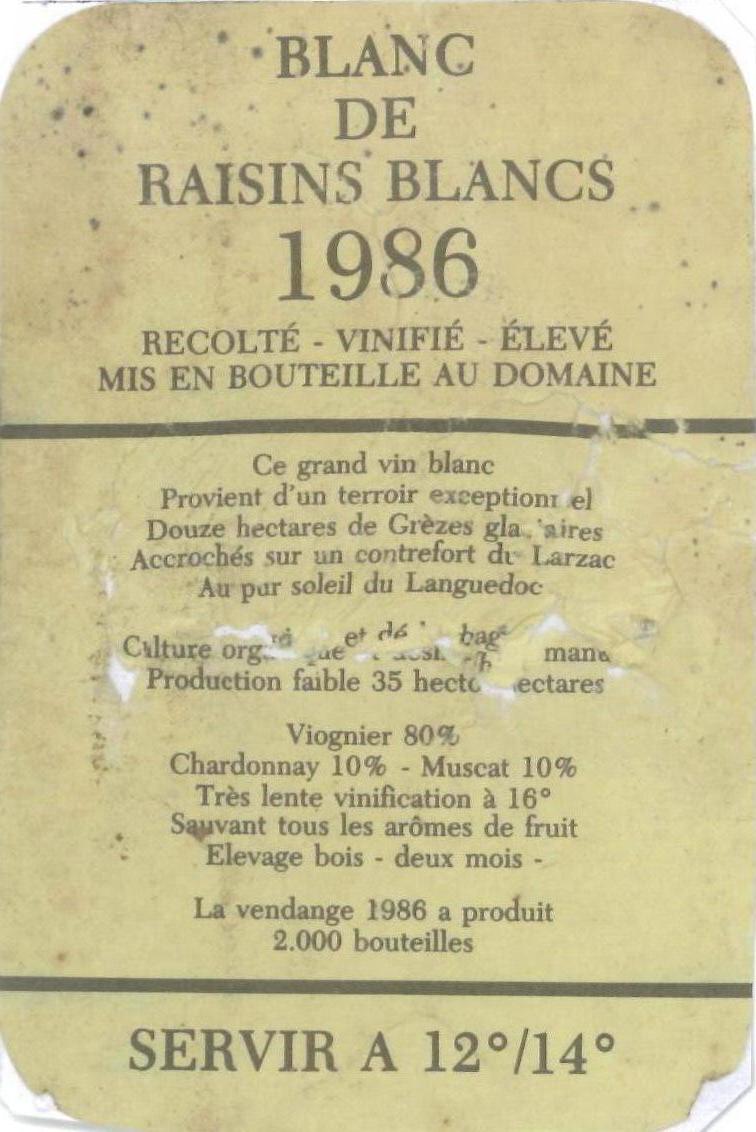 BLANC
DE
RAISINS BLANCS
1986
RECOLTÉ - VINIFIÉ - ÉLEVÉ
MIS EN BOUTEILLE AU DOMAINE
Ce grand vin blanc
Provient d'un terroir exceptionnel
Douze hectares de Grèzes glaciaires
Accrochés sur un contrefort du Larzac
Au pur soleil du Languedoc
Culture et
Production faible 35
Viognier 80%
Chardonnay 10% - Muscat 10%
Très lente vinification à 16°
Sauvant tous les arômes de fruit
Elevage bois - deux mois -
La vendange 1986 a produit
2.000 bouteilles
SERVIR A 12°/14°